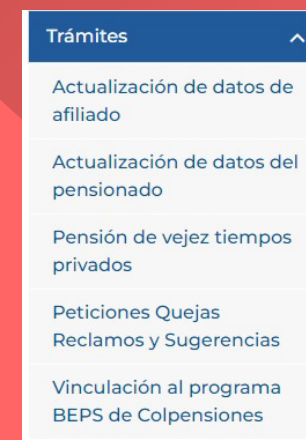 Trámites
Actualización de datos de
afiliado
Actualización de datos del
pensionado
Pensión de vejez tiempos
privados
Peticiones Quejas
Reclamos y Sugerencias
Vinculación al programa
BEPS de Colpensiones